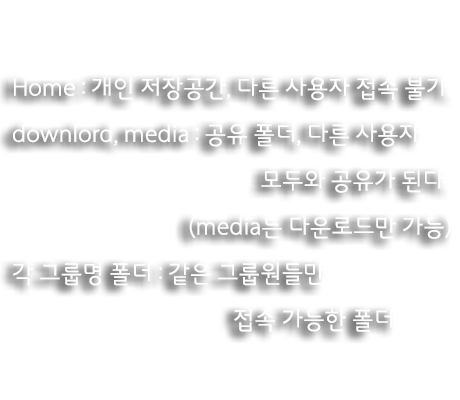 Home : 개인 저장공간, 다른 사용자 접속 불가
downlord, media : 공유 폴더, 다른 사용자
모두와 공유가 된다
(media는 다운로드만 가능)
각 그룹명 폴더 : 같은 그룹원들만
접속 가능한 폴더